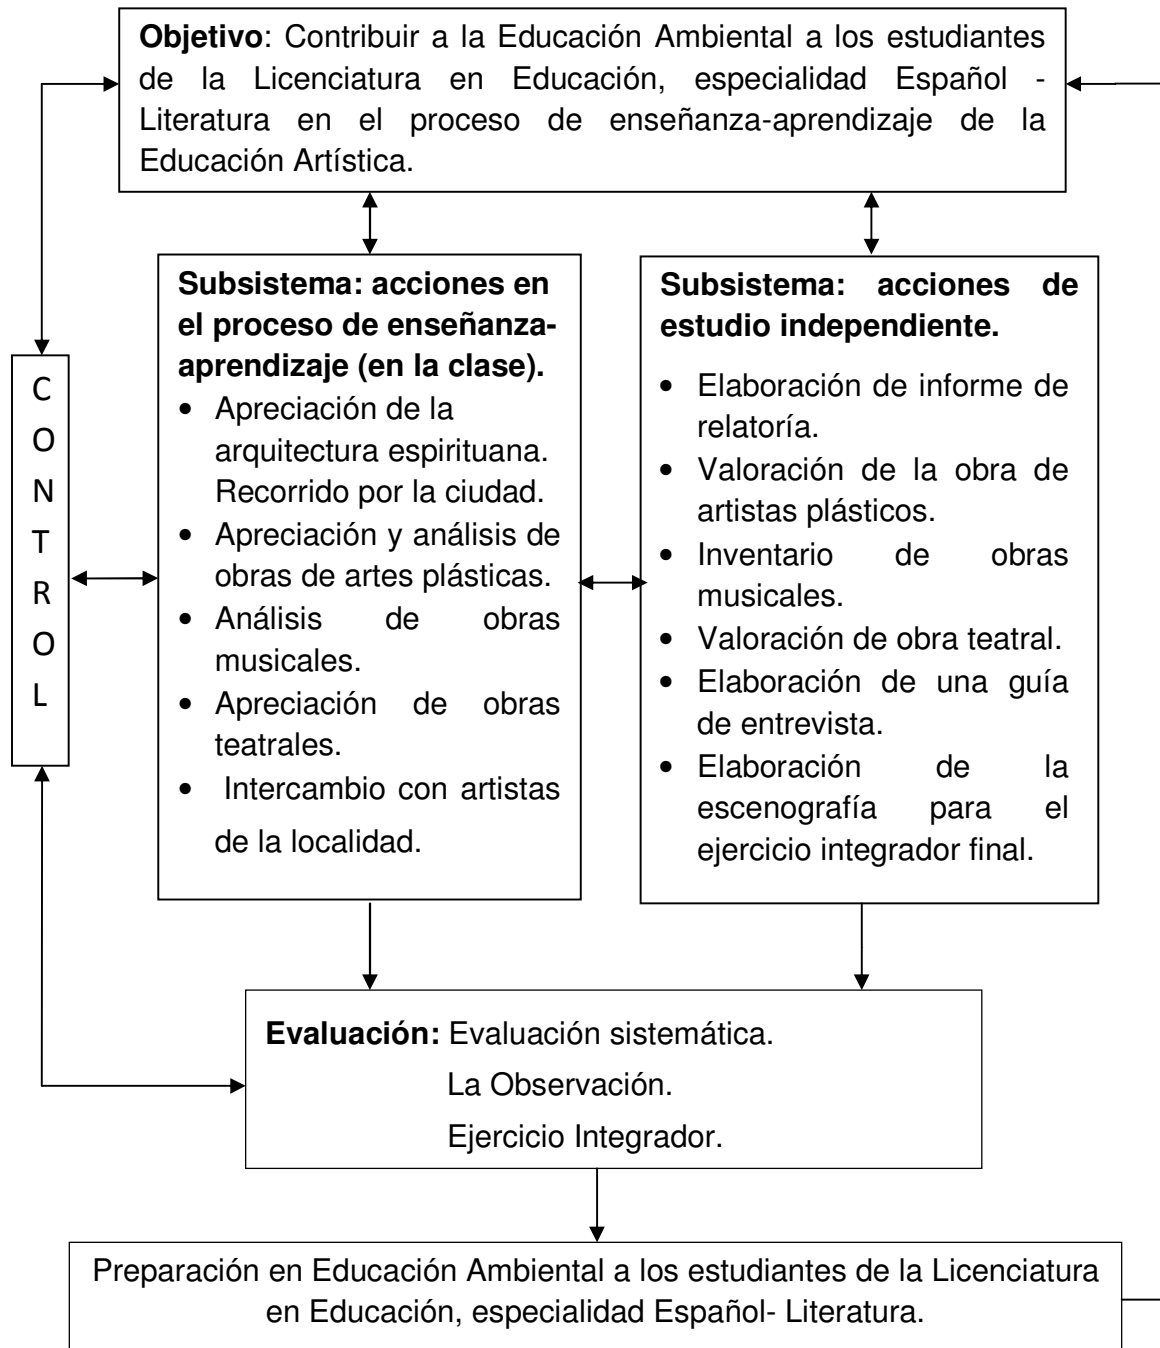 Objetivo: Contribuir a la Educación Ambiental a los estudiantes
de la Licenciatura en Educación, especialidad Español -
Literatura en el proceso de enseñanza-aprendizaje de la
Educación Artística.
Subsistema: acciones en
el proceso de enseñanza-
aprendizaje (en la clase).
• Apreciación de la
arquitectura espirituana.
Recorrido por la ciudad.
• Apreciación y análisis de
obras de artes plásticas.
• Análisis de obras
musicales.
• Apreciación de obras
teatrales.
• Intercambio con artistas
de la localidad.
Subsistema: acciones de
estudio independiente.
• Elaboración de informe de
relatoría.
• Valoración de la obra de
artistas plásticos.
• Inventario de obras
musicales.
• Valoración de obra teatral.
• Elaboración de una guía
de entrevista.
• Elaboración de la
escenografía para el
ejercicio integrador final.
C
O
N
T
R
O
L
Evaluación: Evaluación sistemática.
La Observación.
Ejercicio Integrador.
Preparación en Educación Ambiental a los estudiantes de la Licenciatura
en Educación, especialidad Español- Literatura.